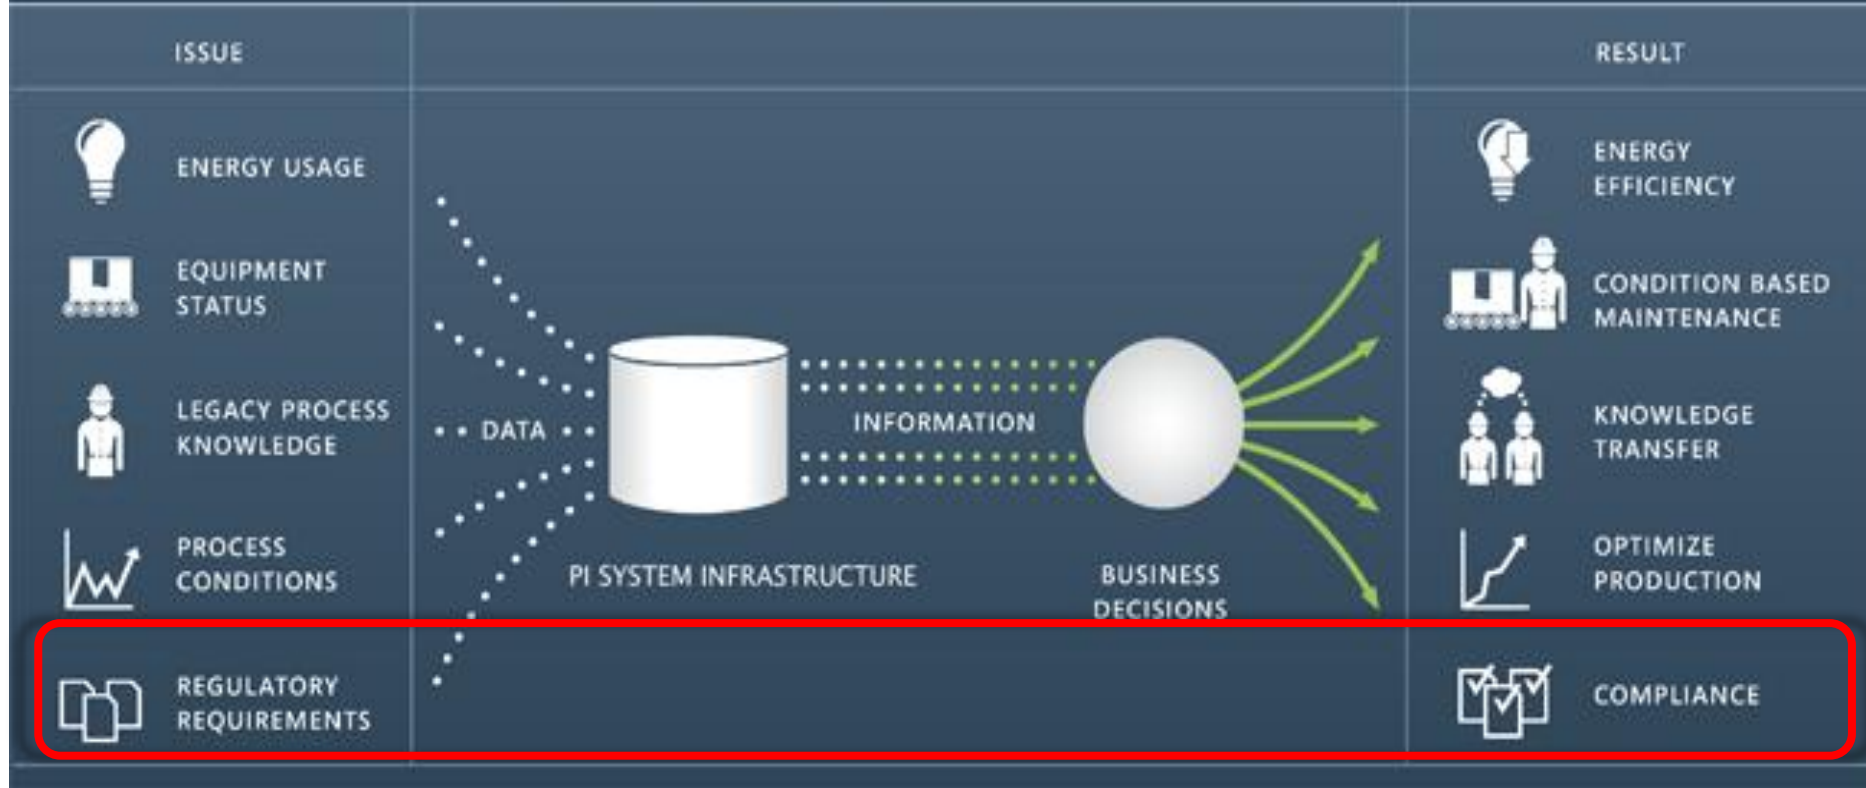 ISSUE
RESULT
ENERGY USAGE
EQUIPMENT
STATUS
LEGACY PROCESS
KNOWLEDGE
PROCESS
CONDITIONS
REGULATORY
REQUIREMENTS
DATA
PI SYSTEM INFRASTRUCTURE
INFORMATION
BUSINESS
DECISIONS
ENERGY
EFFICIENCY
CONDITION BASED
MAINTENANCE
KNOWLEDGE
TRANSFER
OPTIMIZE
PRODUCTION
COMPLIANCE